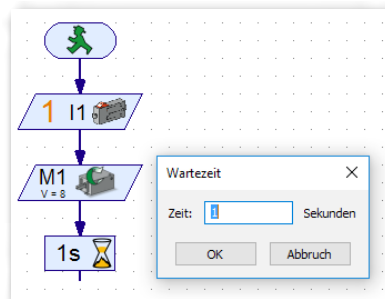 1 I1
M1
V = 8
1s
Wartezeit
Zeit: 1 Sekunden
OK Abbruch